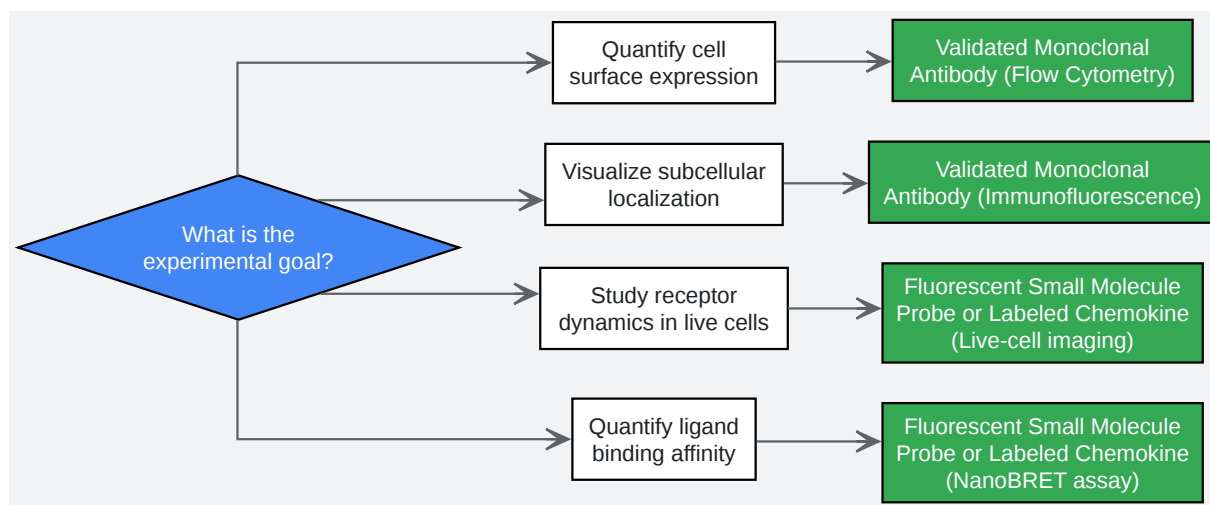 What is the
experimental goal?
Quantify cell
surface expression
Validated Monoclonal
Antibody (Flow Cytometry)
Visualize subcellular
localization
Validated Monoclonal
Antibody (Immunofluorescence)
Study receptor
dynamics in live cells
Fluorescent Small Molecule
Probe or Labeled Chemokine
(Live-cell imaging)
Quantify ligand
binding affinity
Fluorescent Small Molecule
Probe or Labeled Chemokine
(NanoBRET assay)